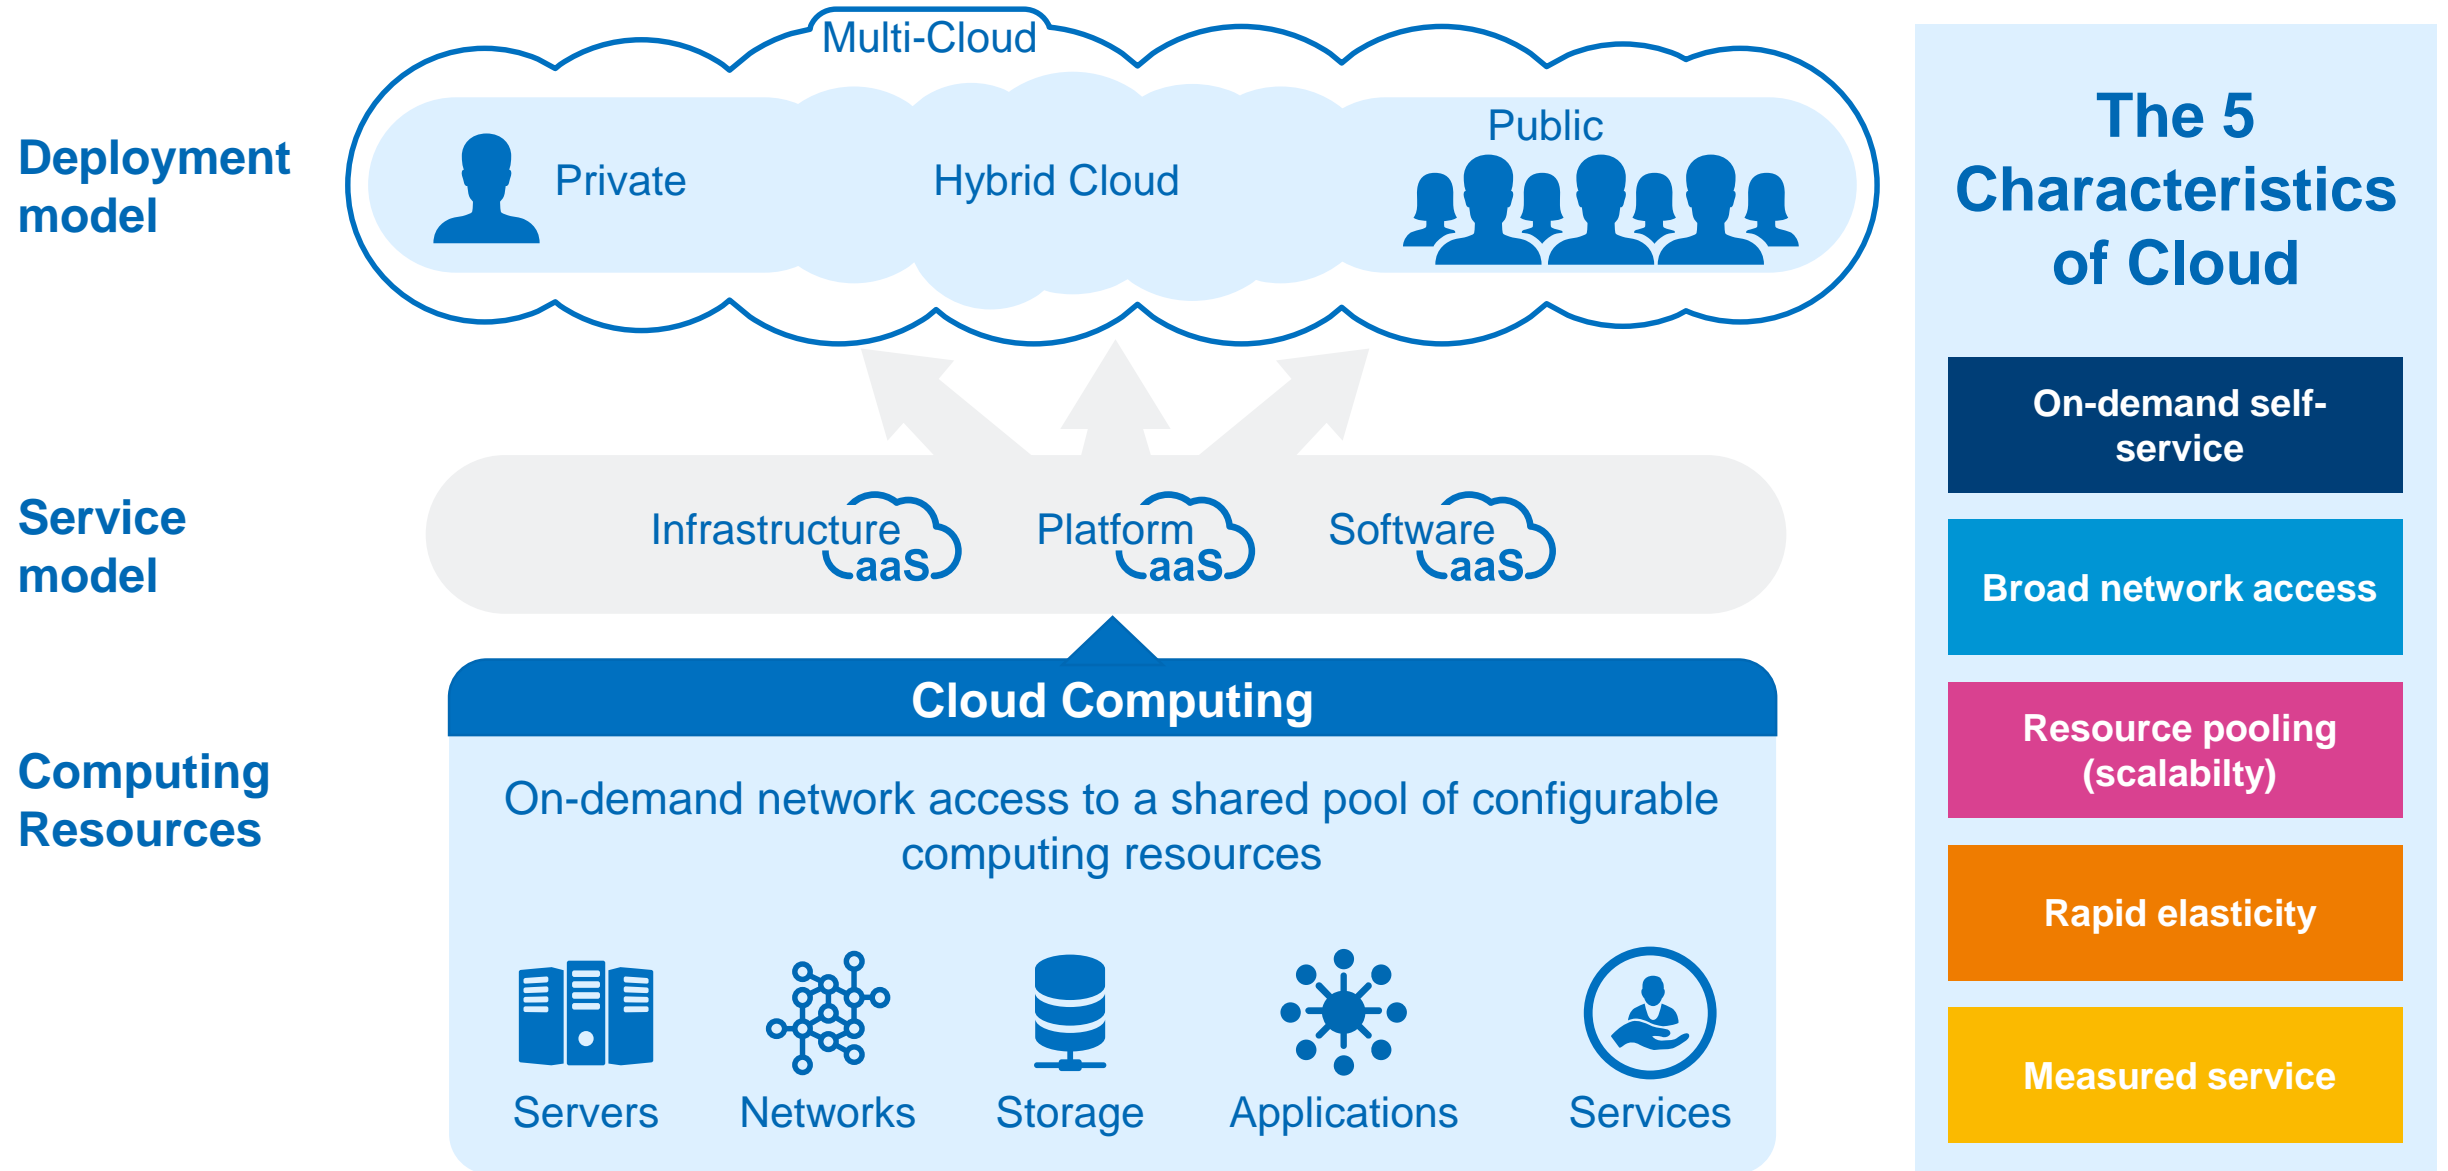 Multi-Cloud
Deployment
model
Private
Hybrid Cloud
Public
Service
model
Infrastructure
aaS
Platform
aaS
Software
aaS
Computing
Resources
Cloud Computing
On-demand network access to a shared pool of configurable
computing resources
Servers
Networks
Storage
Applications
Services
The 5
Characteristics
of Cloud
On-demand self-
service
Broad network access
Resource pooling
(scalabilty)
Rapid elasticity
Measured service